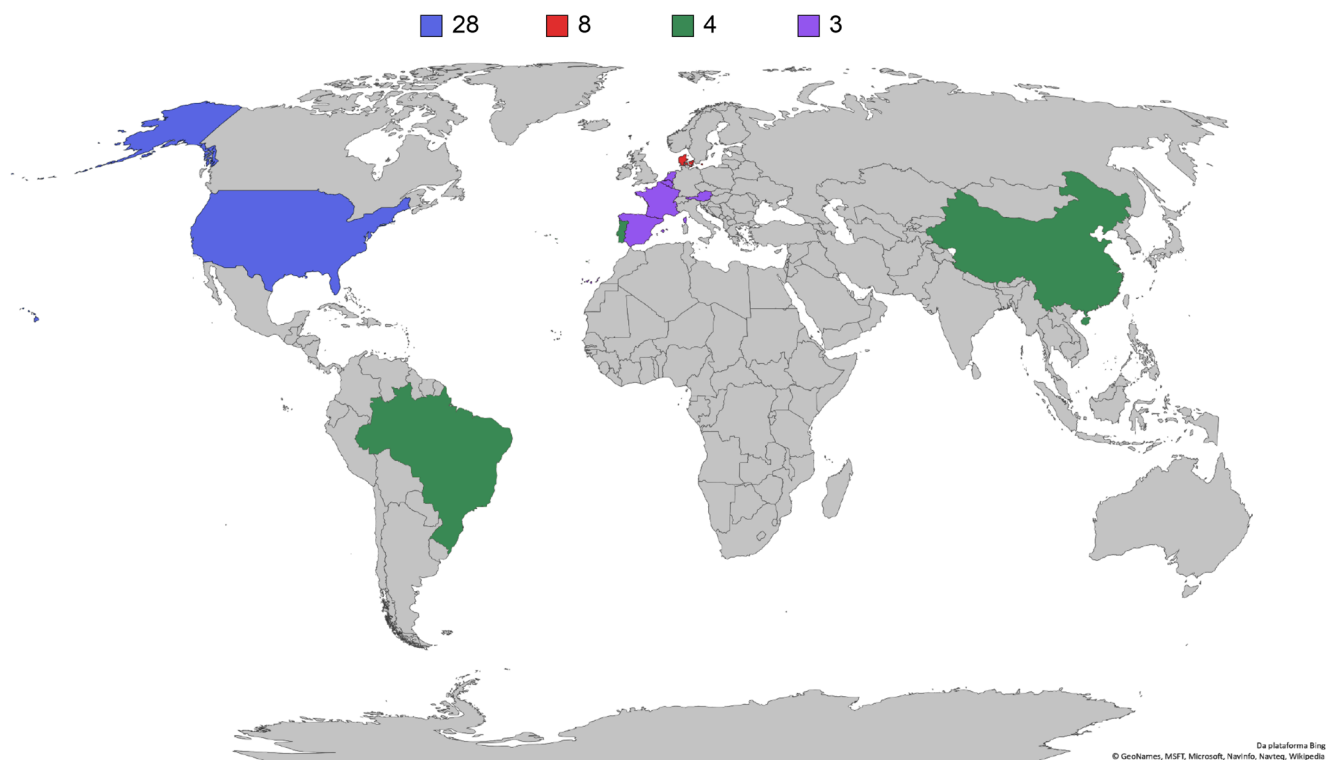 28 8 4 3
Da plataforma Bing
© GeoNames, MSFT, Microsoft, NavInfo, Navteq, Wikipedia